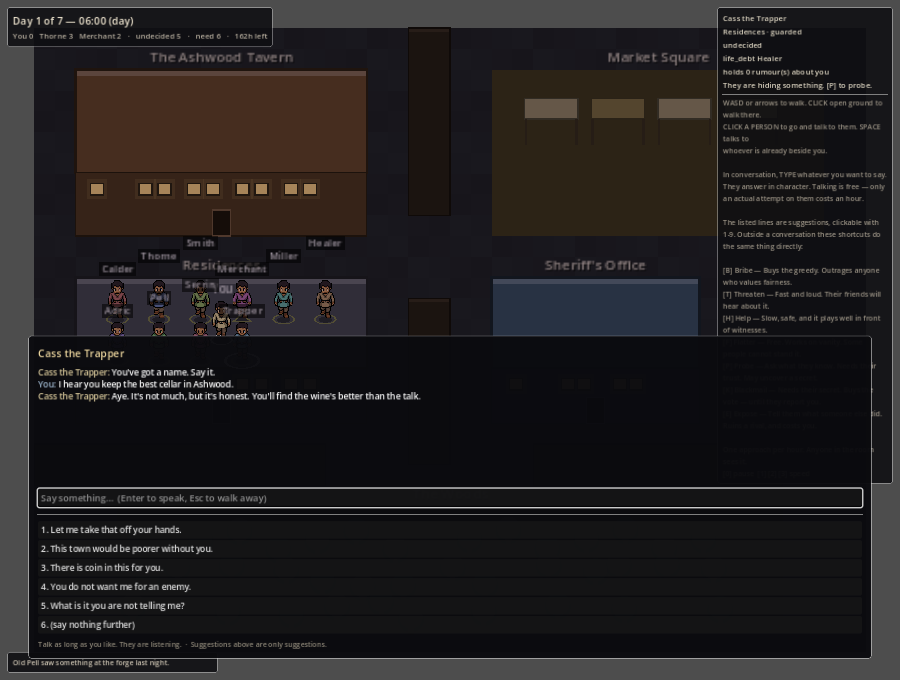 Day 1 of 7 — 06:00 (day)
You 0 Thorne 3 Merchant 2 · undecided 5 · need 6 · 162h left
The Ashwood Tavern
Market Square
Cass the Trapper
Residences · guarded
undecided
life_debt Healer
holds 0 rumour(s) about you
They are hiding something. [P] to probe.
WASD or arrows to walk. CLICK open ground to
walk there.
CLICK A PERSON to go and talk to them. SPACE
talks to
whoever is already beside you.
In conversation, TYPE whatever you want to say.
They answer in character. Talking is free — only
an actual attempt on them costs an hour.
The listed lines are suggestions, clickable with
1-9. Outside a conversation these shortcuts do
the same thing directly:
[B] Bribe — Buys the greedy. Outrages anyone
who values fairness.
[T] Threaten — Fast and loud. Their friends will
hear about it.
[H] Help — Slow, safe, and it plays well in front
of witnesses.
Smith
Healer
Thorne
Miller
Calder
Merchant
Sheriff's Office
Pell
Trapper
Cass the Trapper
Cass the Trapper: You've got a name. Say it.
You: I hear you keep the best cellar in Ashwood.
Cass the Trapper: Aye. It's not much, but it's honest. You'll find the wine's better than the talk.
Say something... (Enter to speak, Esc to walk away)
1. Let me take that off your hands.
2. This town would be poorer without you.
3. There is coin in this for you.
4. You do not want me for an enemy.
5. What is it you are not telling me?
6. (say nothing further)
Talk as long as you like. They are listening. · Suggestions above are only suggestions.
Old Pell saw something at the forge last night.